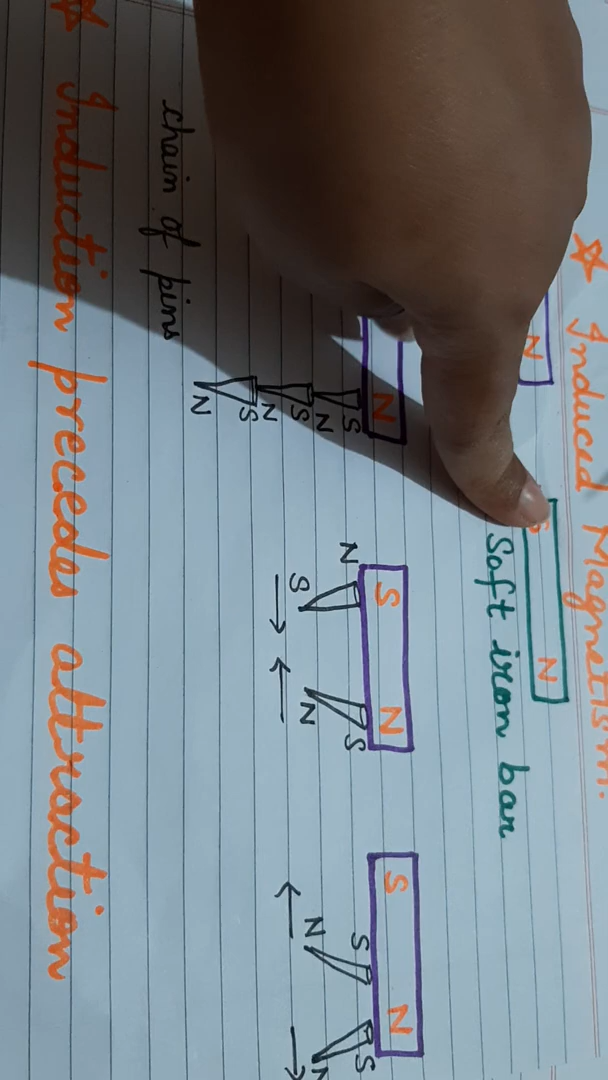 ☆ Induced Magnetism:
N
S N
Soft iron bar
N S N S N
S S S
N N N
N S S N
S N
chain of pins
☆ Induction precedes attraction